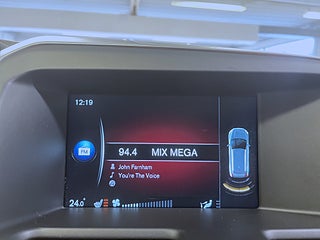 12:19
FM
94.4 MIX MEGA
John Farnham
You're The Voice
24.0°